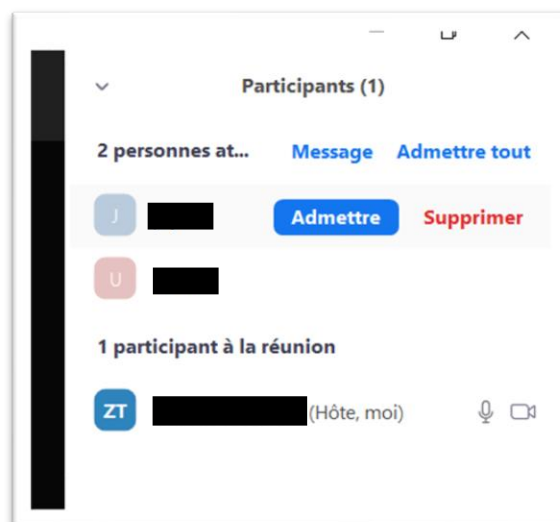 Participants (1)
2 personnes at... Message Admettre tout
J Admettre Supprimer
U
1 participant à la réunion
ZT (Hôte, moi)